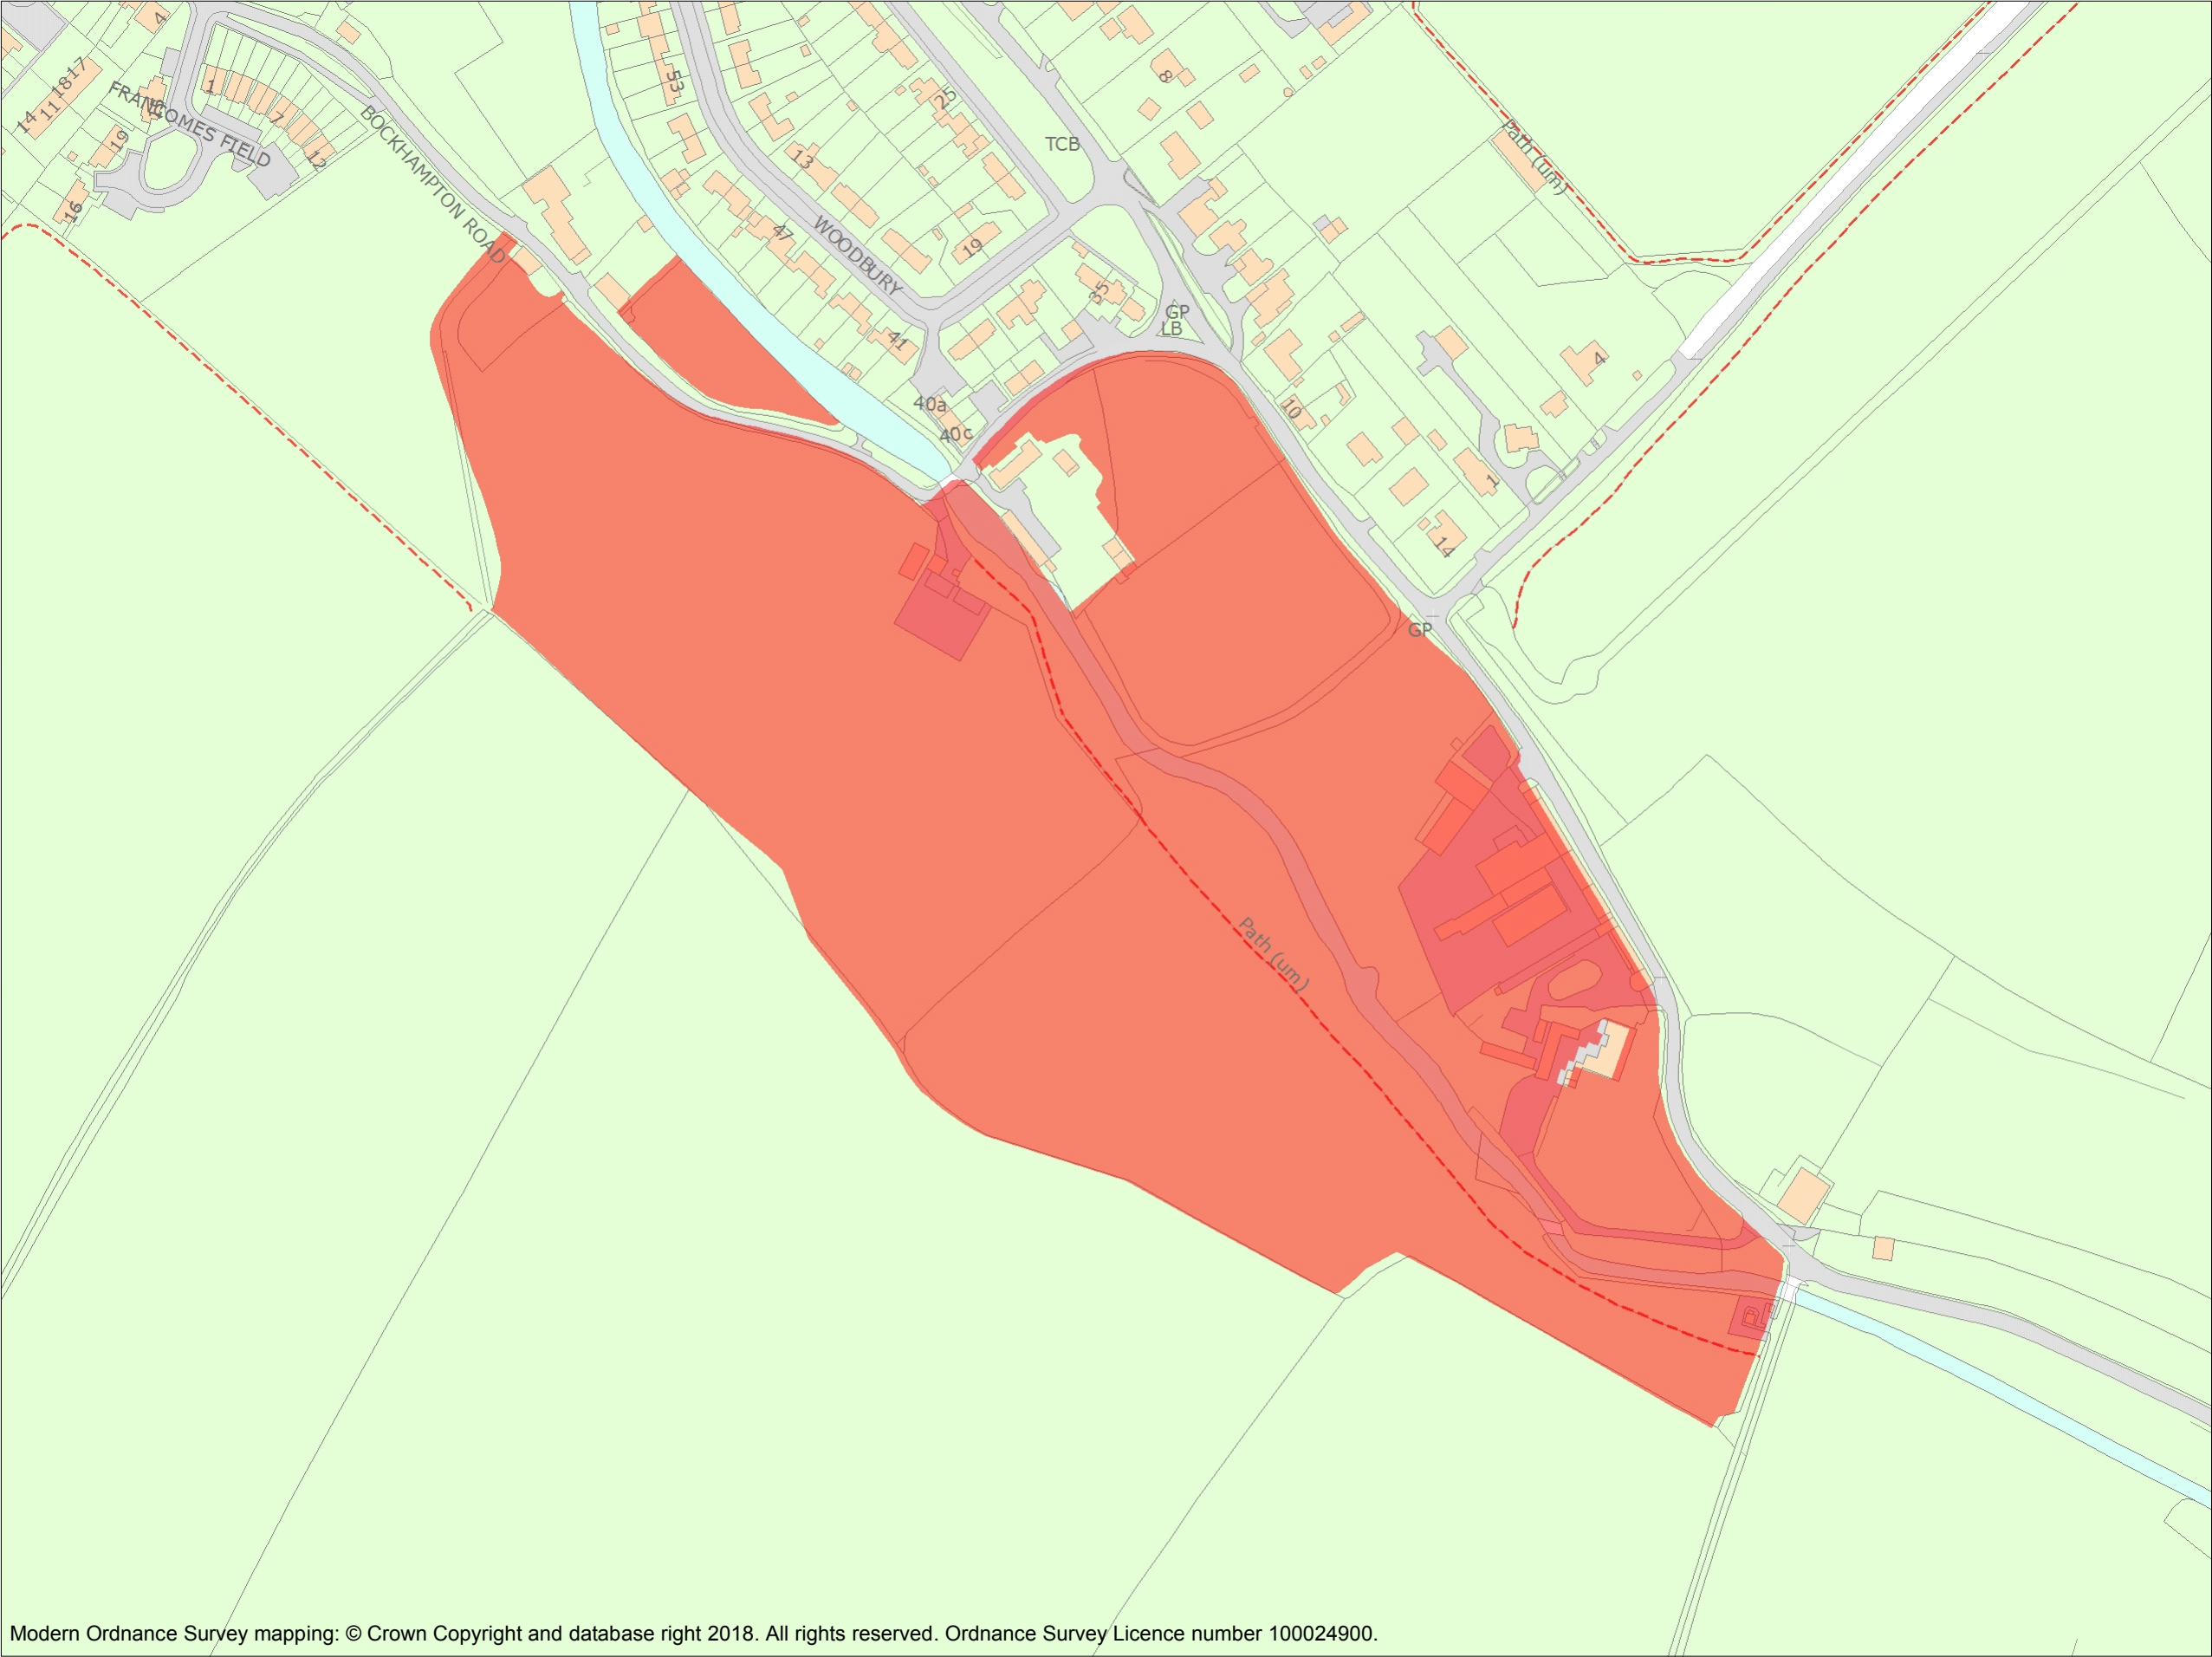 4
17
18
11
14
FRANCOMES FIELD
1
7
12
19
16
BOCKHAMPTON ROAD
53
25
13
47
WOODBURY
19
41
40a
40c
TCB
8
35
GP
LB
10
Path (um)
4
1
14
GP
Path (um)
Modern Ordnance Survey mapping: © Crown Copyright and database right 2018. All rights reserved. Ordnance Survey Licence number 100024900.